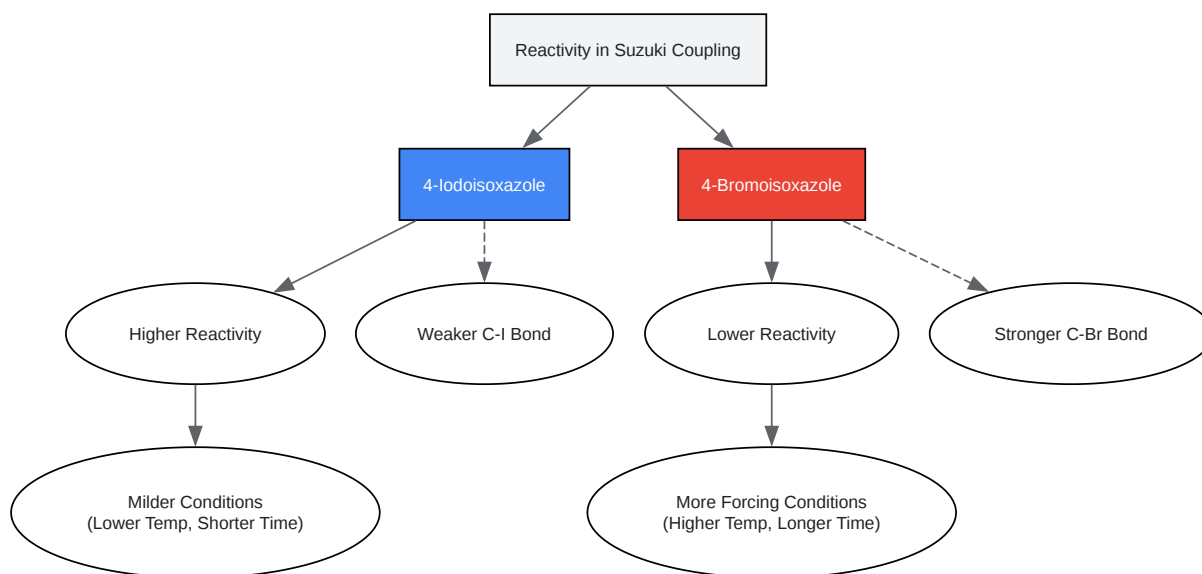 Reactivity in Suzuki Coupling
4-Iodoisoxazole
4-Bromoisoxazole
Higher Reactivity
Weaker C-I Bond
Lower Reactivity
Stronger C-Br Bond
Milder Conditions
(Lower Temp, Shorter Time)
More Forcing Conditions
(Higher Temp, Longer Time)